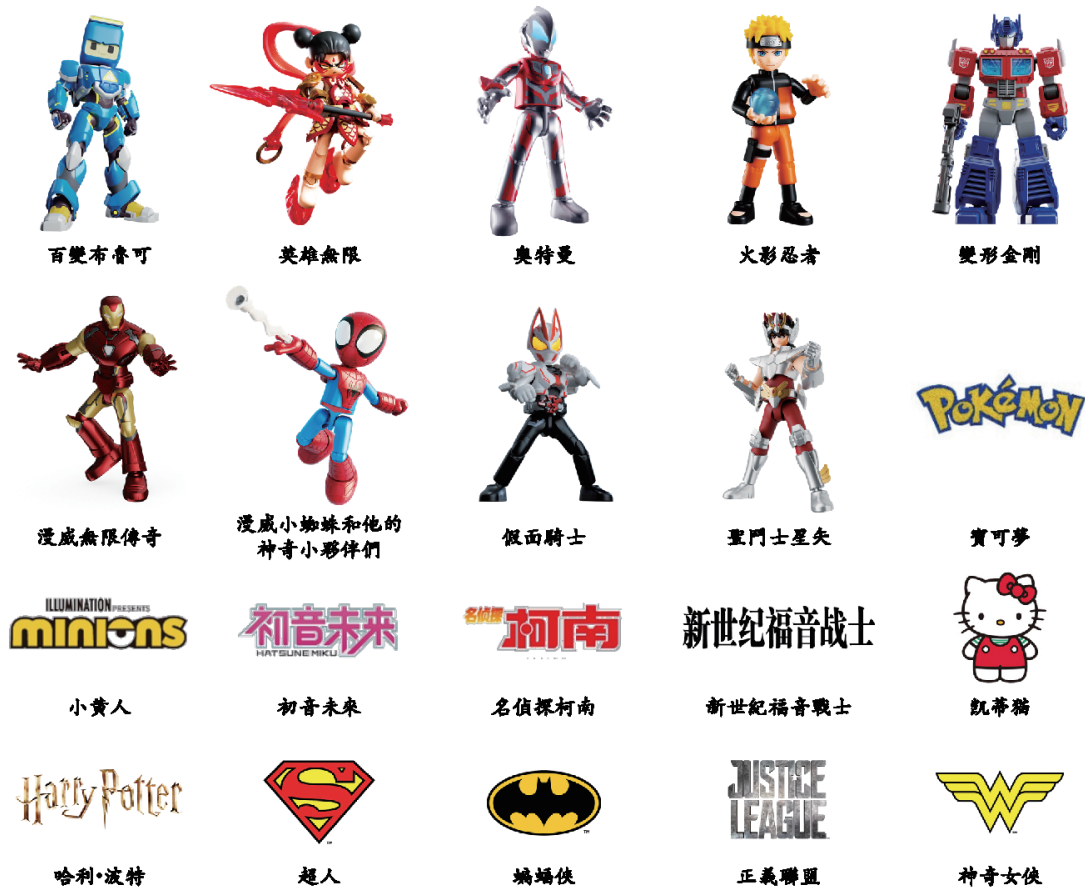 百變布魯可
英雄無限
奧特曼
火影忍者
變形金剛
漫威無限傳奇
漫威小蜘蛛和他的
神奇小夥伴們
假面騎士
聖鬥士星矢
POKéMON
寶可夢
ILLUMINATION PRESENTS
minions
小黃人
初音未来
HATSUNE MIKU
初音未來
名侦探
柯南
名偵探柯南
新世纪福音战士
新世紀福音戰士
凱蒂貓
Harry Potter
哈利•波特
超人
TM
蝙蝠俠
JUSTICE
LEAGUE
正義聯盟
神奇女俠